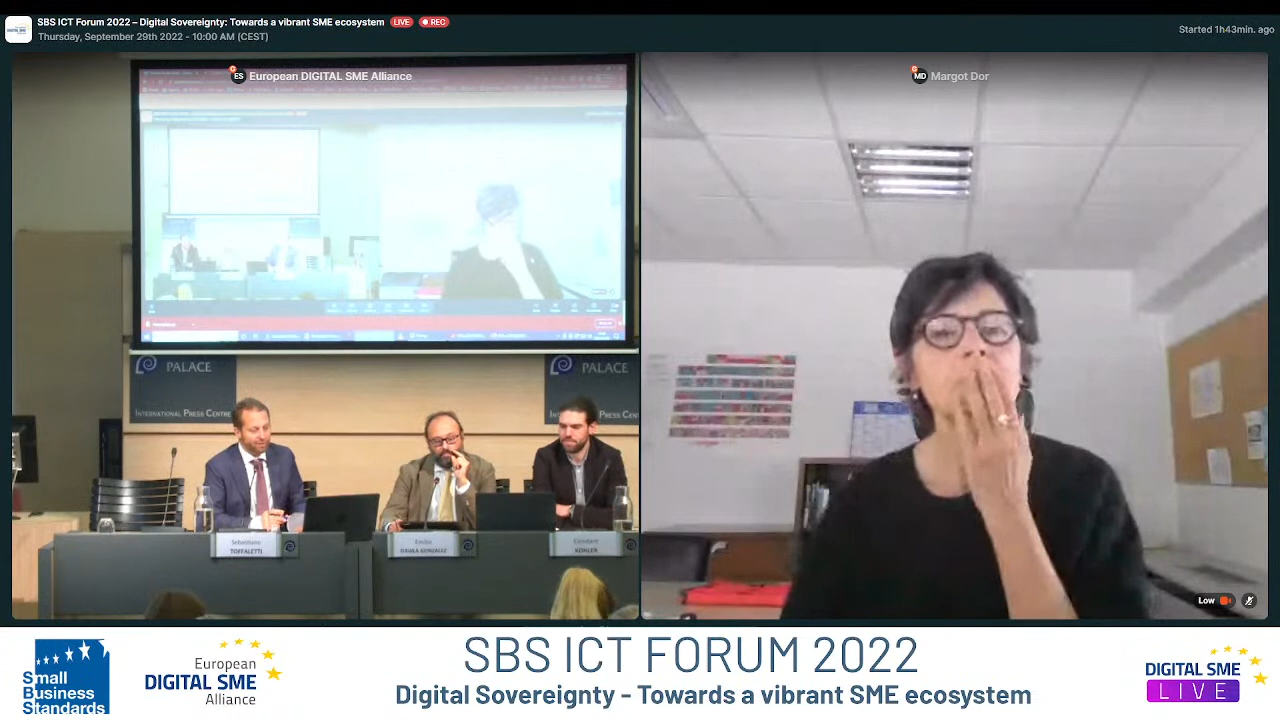 SBS ICT Forum 2022 – Digital Sovereignty: Towards a vibrant SME ecosystem LIVE REC
Thursday, September 29th 2022 - 10:00 AM (CEST)
Started 1h43min. ago
ES European DIGITAL SME Alliance
MD Margot Dor
PALACE
INTERNATIONAL PRESS CENTRE
PALACE
INTERNATIONAL PRESS CEN
Sebastiano
TOFFALETTI
Emilio
DAVILA GONZALEZ
KOHLER
Low
Small
Business
Standards
European
DIGITAL SME
Alliance
SBS ICT FORUM 2022
Digital Sovereignty - Towards a vibrant SME ecosystem
DIGITAL SME
LIVE